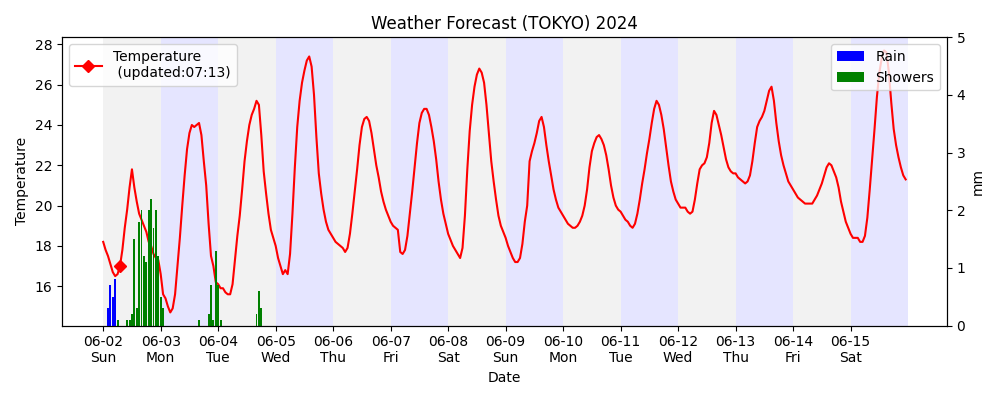 Weather Forecast (TOKYO) 2024
Temperature
(updated:07:13)
Rain
Showers
Temperature
28
26
24
22
20
18
16
5
4
3
2
1
0
mm
06-02 06-03 06-04 06-05 06-06 06-07 06-08 06-09 06-10 06-11 06-12 06-13 06-14 06-15
Sun Mon Tue Wed Thu Fri Sat Sun Mon Tue Wed Thu Fri Sat
Date